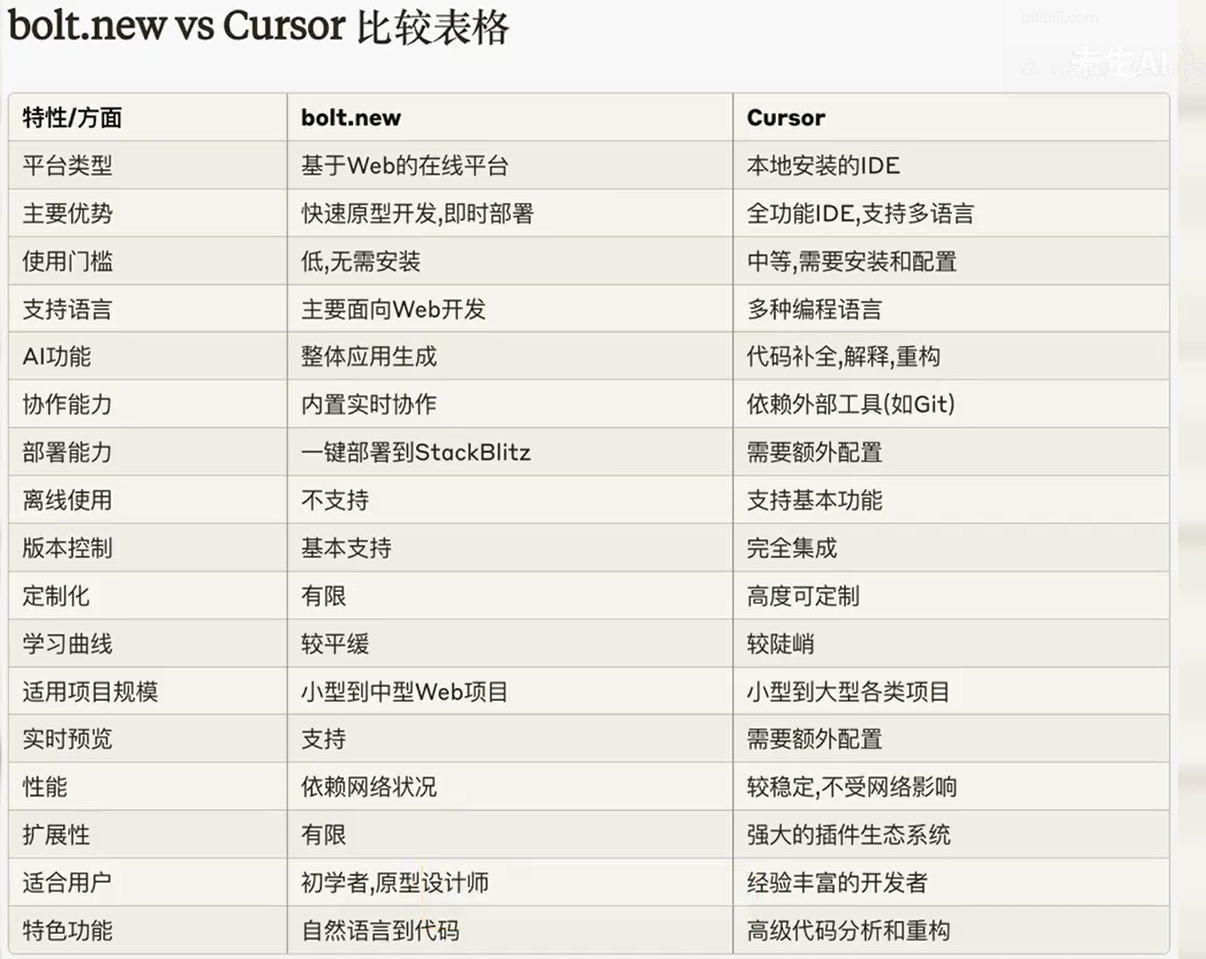 bolt.new vs Cursor 比较表格
bilibili.com
特性/方面 bolt.new Cursor
平台类型 基于Web的在线平台 本地安装的IDE
主要优势 快速原型开发,即时部署 全功能IDE,支持多语言
使用门槛 低,无需安装 中等,需要安装和配置
支持语言 主要面向Web开发 多种编程语言
AI功能 整体应用生成 代码补全,解释,重构
协作能力 内置实时协作 依赖外部工具(如Git)
部署能力 一键部署到StackBlitz 需要额外配置
离线使用 不支持 支持基本功能
版本控制 基本支持 完全集成
定制化 有限 高度可定制
学习曲线 较平缓 较陡峭
适用项目规模 小型到中型Web项目 小型到大型各类项目
实时预览 支持 需要额外配置
性能 依赖网络状况 较稳定,不受网络影响
扩展性 有限 强大的插件生态系统
适合用户 初学者,原型设计师 经验丰富的开发者
特色功能 自然语言到代码 高级代码分析和重构